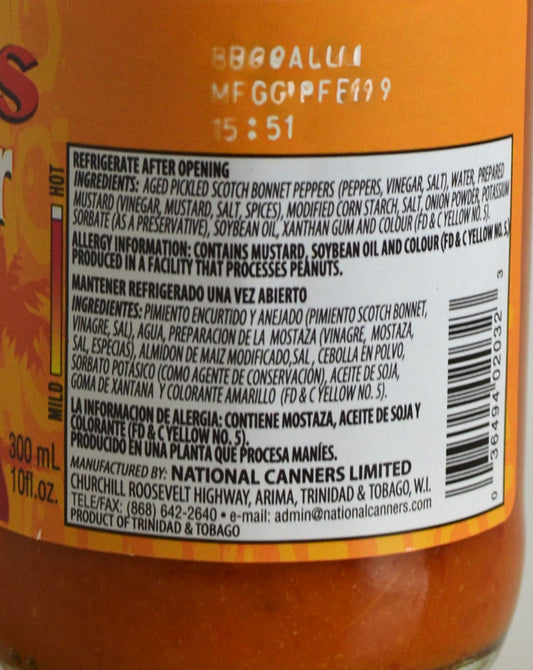 15:51
HOT
MILD
300 mL
10fl.oz.
REFRIGERATE AFTER OPENING
INGREDIENTS: AGED PICKLED SCOTCH BONNET PEPPERS (PEPPERS, VINEGAR, SALT), WATER, PREPARED
MUSTARD (VINEGAR, MUSTARD, SALT, SPICES), MODIFIED CORN STARCH, SALT, ONION POWDER, POTASSIUM
SORBATE (AS A PRESERVATIVE), SOYBEAN OIL, XANTHAN GUM AND COLOUR (FD & C YELLOW NO. 5).
ALLERGY INFORMATION: CONTAINS MUSTARD, SOYBEAN OIL AND COLOUR (FD & C YELLOW NO. 5)
PRODUCED IN A FACILITY THAT PROCESSES PEANUTS.
MANTENER REFRIGERADO UNA VEZ ABIERTO
INGREDIENTES: PIMIENTO ENCURTIDO Y ANEJADO (PIMIENTO SCOTCH BONNET,
VINAGRE, SAL), AGUA, PREPARACION DE LA MOSTAZA (VINAGRE, MOSTAZA,
SAL, ESPECIAS), ALMIDON DE MAIZ MODIFICADO, SAL, CEBOLLA EN POLVO,
SORBATO POTÁSICO (COMO AGENTE DE CONSERVACIÓN), ACEITE DE SOJA,
GOMA DE XANTANA Y COLORANTE AMARILLO (FD & C YELLOW NO. 5).
LA INFORMACION DE ALERGIA: CONTIENE MOSTAZA, ACEITE DE SOJA Y
COLORANTE (FD & C YELLOW NO. 5).
PRODUCIDO EN UNA PLANTA QUE PROCESA MANÍES.
MANUFACTURED BY: NATIONAL CANNERS LIMITED
CHURCHILL ROOSEVELT HIGHWAY, ARIMA, TRINIDAD & TOBAGO, W.I.
TELE/FAX: (868) 642-2640 • e-mail: admin@nationalcanners.com
PRODUCT OF TRINIDAD & TOBAGO
0 36494 02032 3